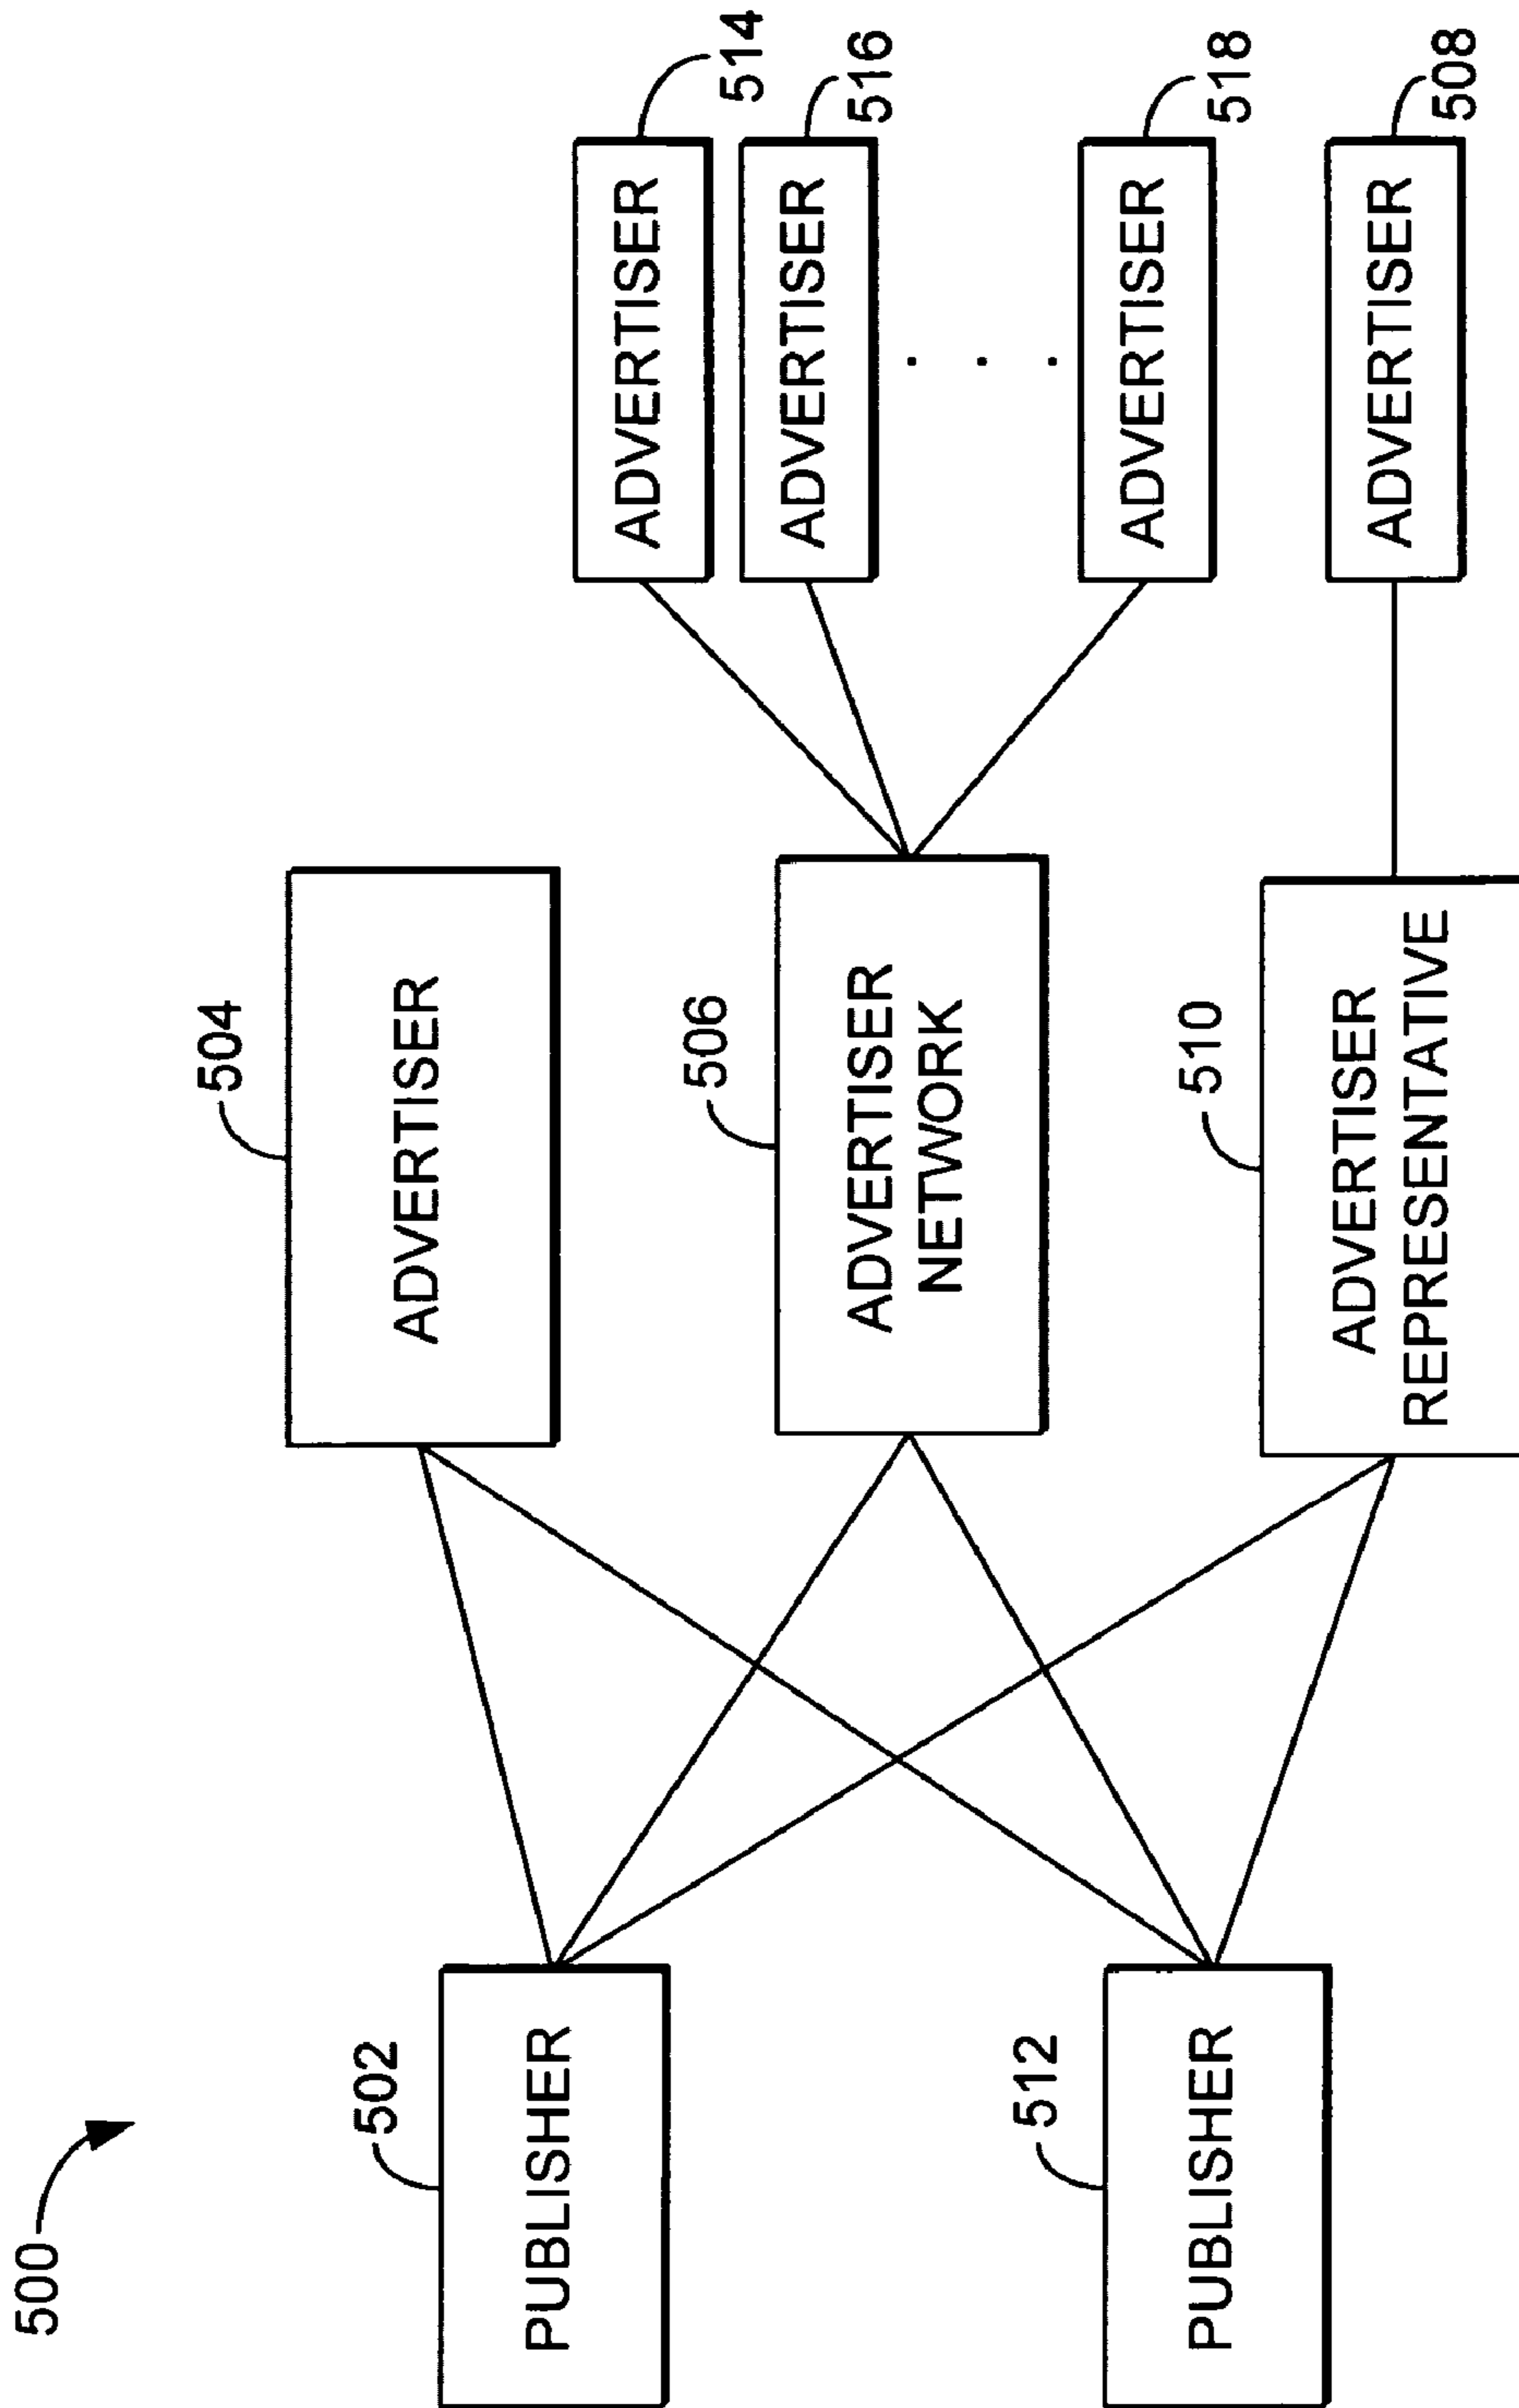 500
502
PUBLISHER
512
PUBLISHER
504
ADVERTISER
506
ADVERTISER
NETWORK
510
ADVERTISER
REPRESENTATIVE
ADVERTISER
514
ADVERTISER
516
. . .
ADVERTISER
518
ADVERTISER
508